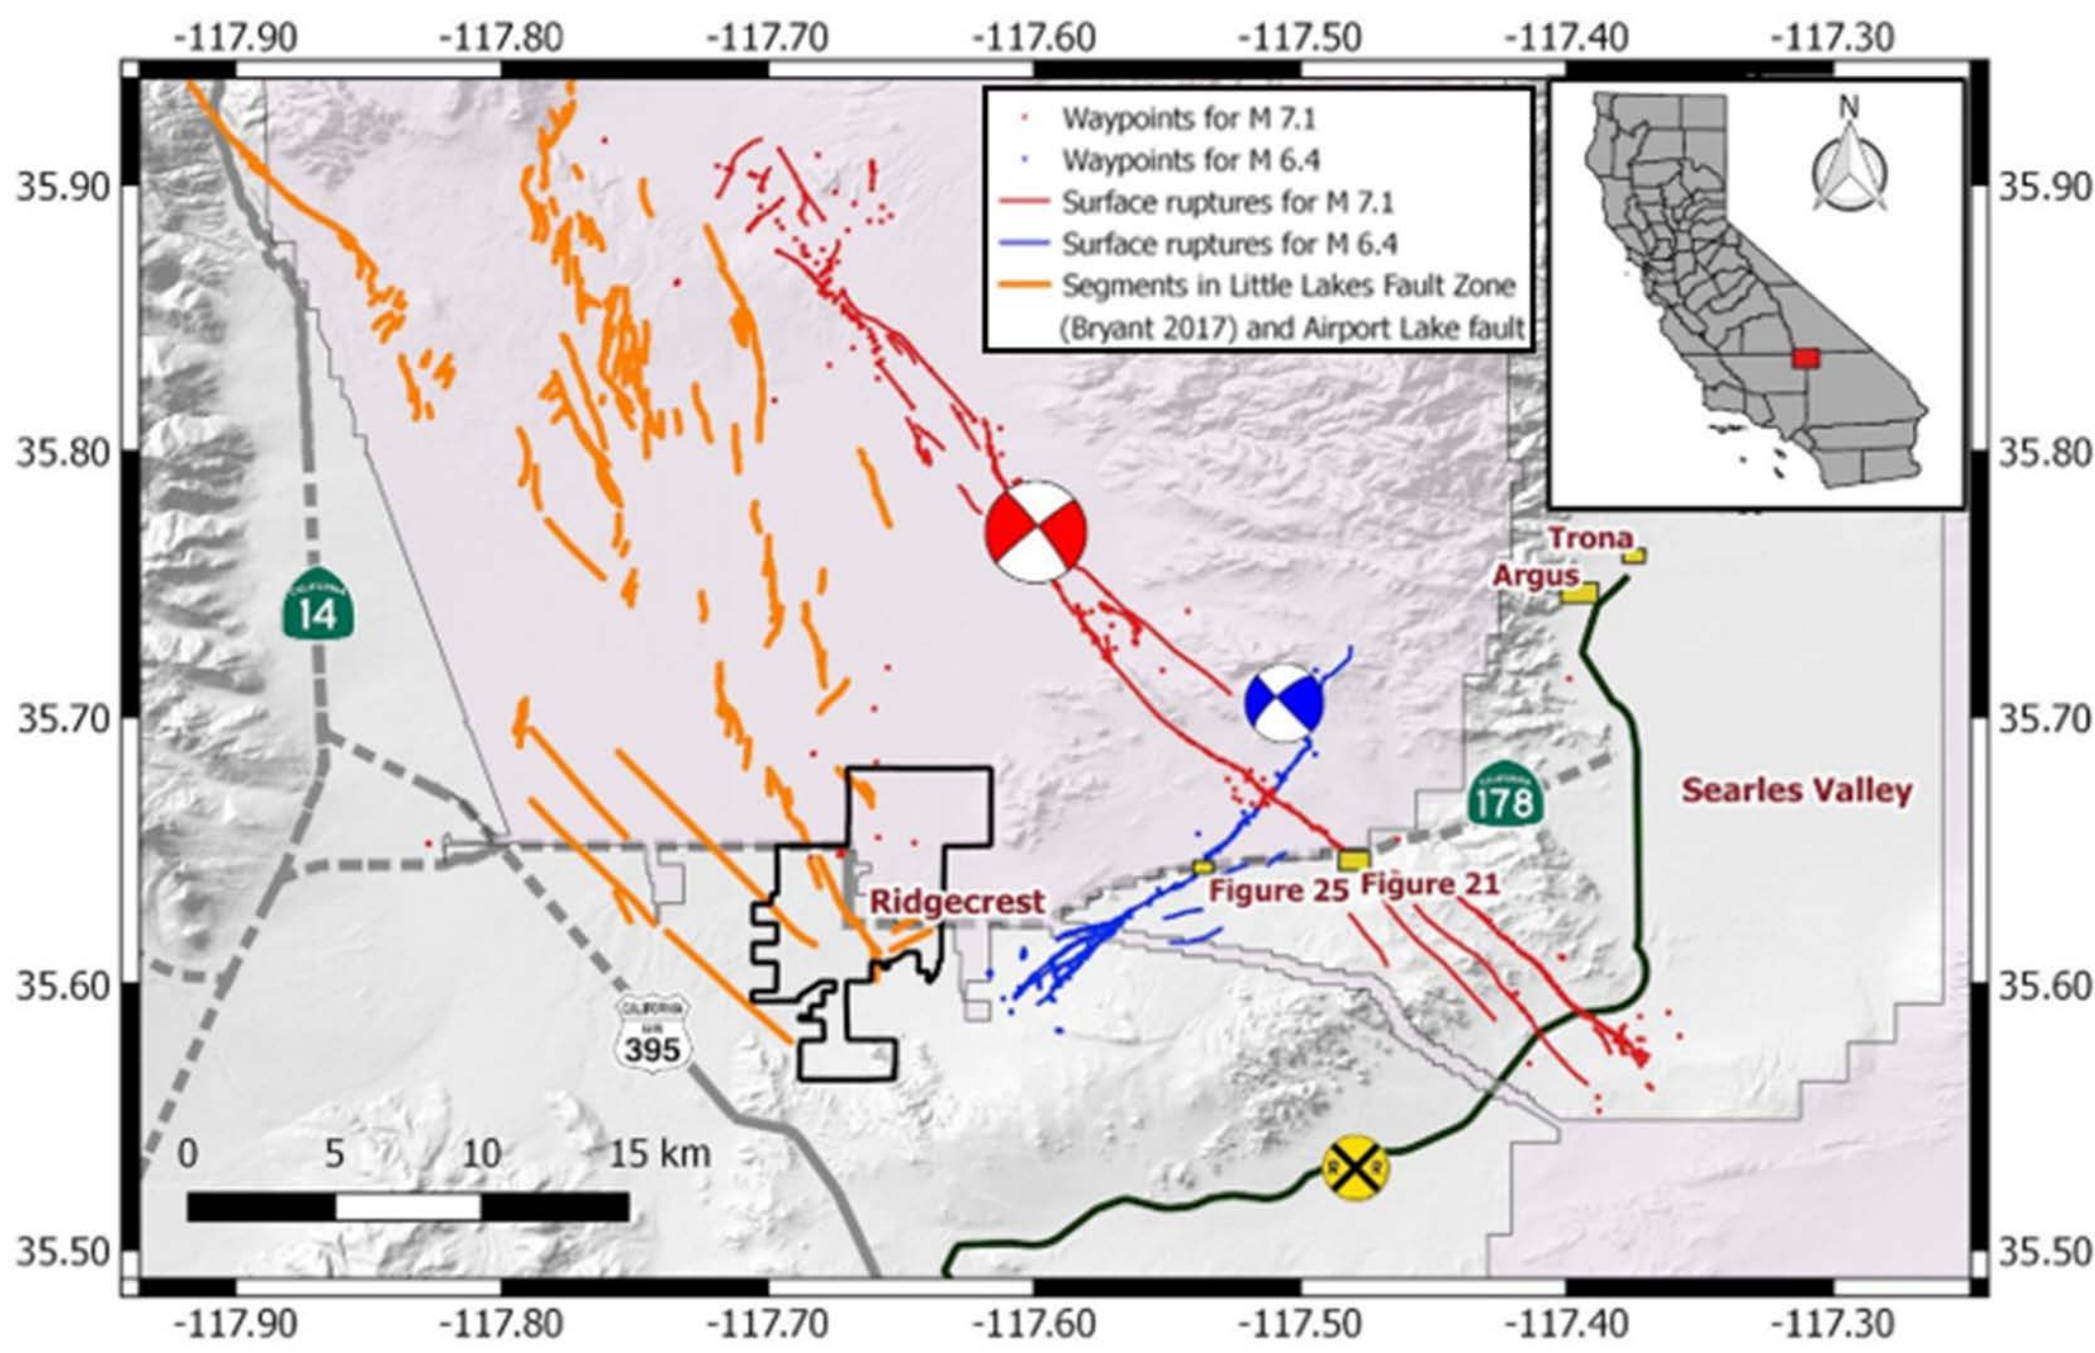 -117.90 -117.80 -117.70 -117.60 -117.50 -117.40 -117.30
35.90
35.80
35.70
35.60
35.50
Waypoints for M 7.1
Waypoints for M 6.4
Surface ruptures for M 7.1
Surface ruptures for M 6.4
Segments in Little Lakes Fault Zone
(Bryant 2017) and Airport Lake fault
N
35.90
35.80
35.70
35.60
35.50
Trona
Argus
CALIFORNIA
14
CALIFORNIA
178
Searles Valley
Figure 25
Figure 21
Ridgecrest
CALIFORNIA
US
395
R R
0 5 10 15 km
-117.90 -117.80 -117.70 -117.60 -117.50 -117.40 -117.30